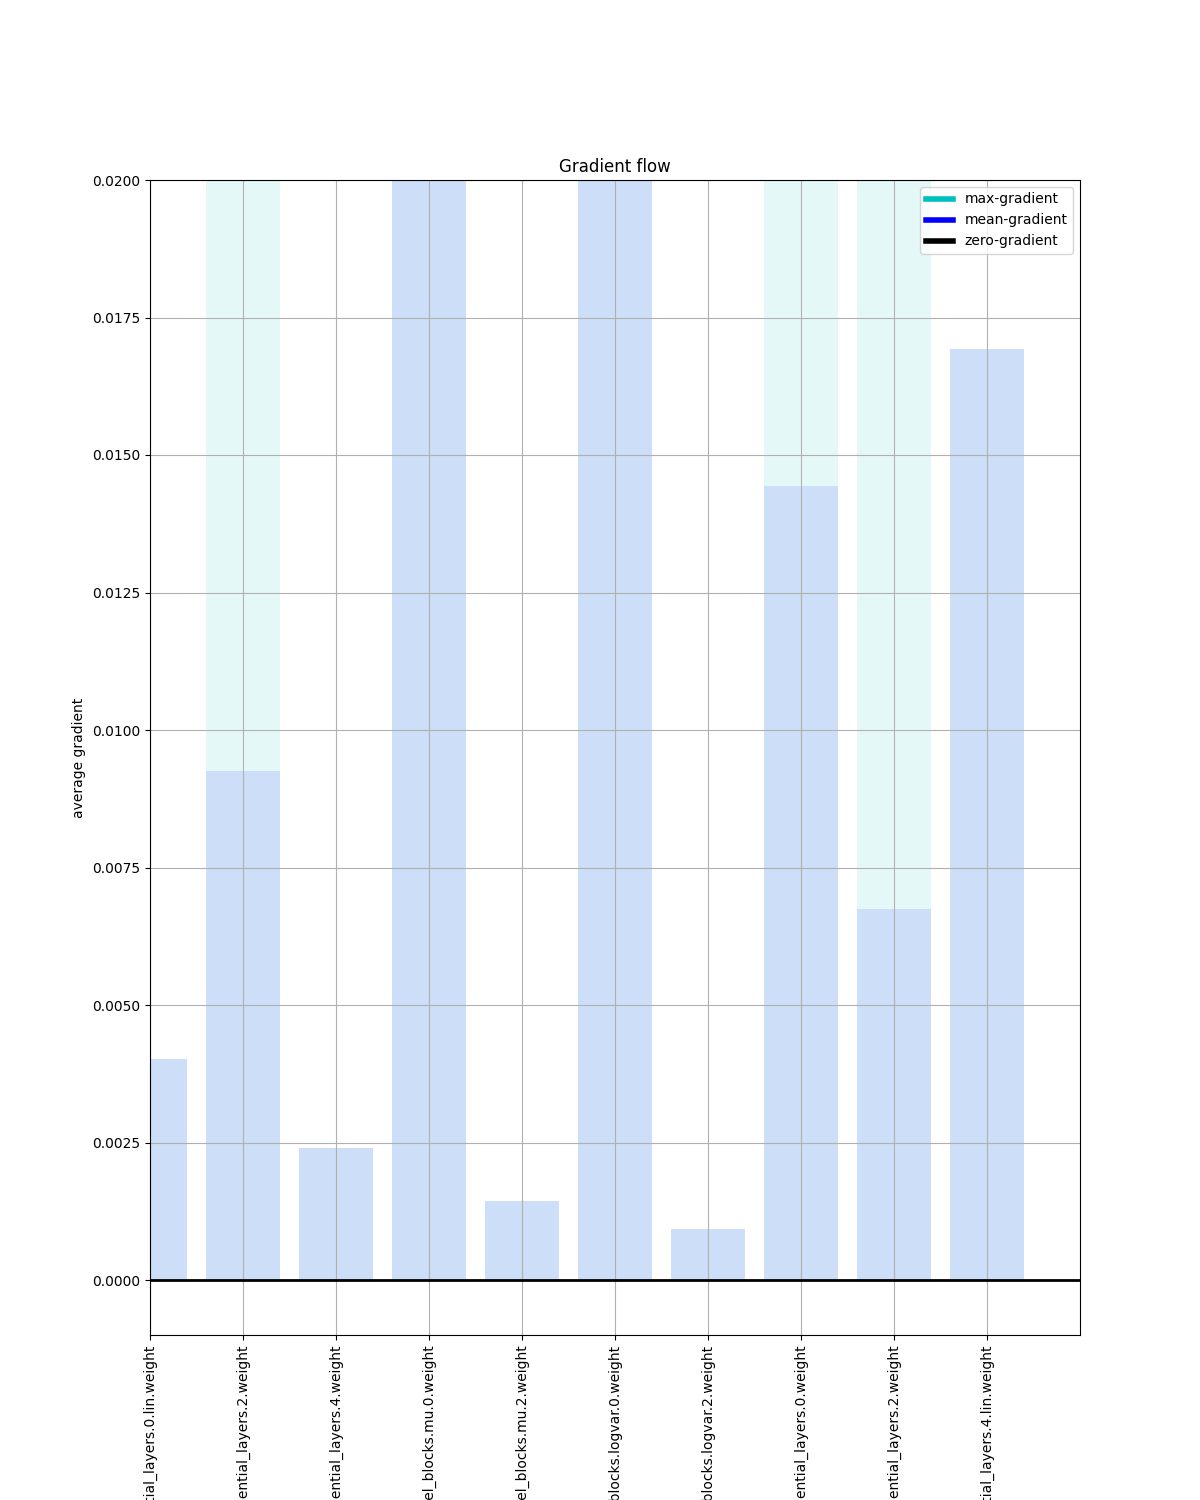 Gradient flow
max-gradient
mean-gradient
zero-gradient
0.0200
0.0175
0.0150
0.0125
0.0100
0.0075
0.0050
0.0025
0.0000
average gradient
tial_layers.0.lin.weight
ential_layers.2.weight
ential_layers.4.weight
el_blocks.mu.0.weight
el_blocks.mu.2.weight
blocks.logvar.0.weight
blocks.logvar.2.weight
ential_layers.0.weight
ential_layers.2.weight
tial_layers.4.lin.weight